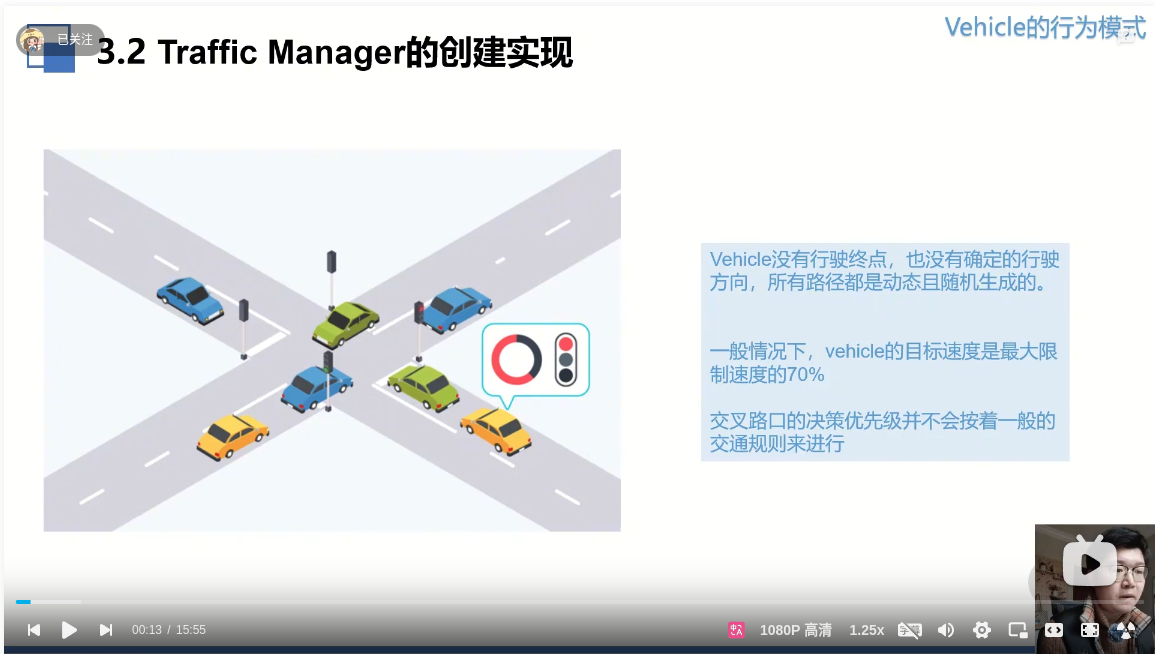 Vehicle的行为模式
已关注
3.2 Traffic Manager的创建实现
Vehicle没有行驶终点，也没有确定的行驶
方向，所有路径都是动态且随机生成的。
一般情况下，vehicle的目标速度是最大限
制速度的70%
交叉路口的决策优先级并不会按着一般的
交通规则来进行
00:13 / 15:55
1080P 高清
1.25x